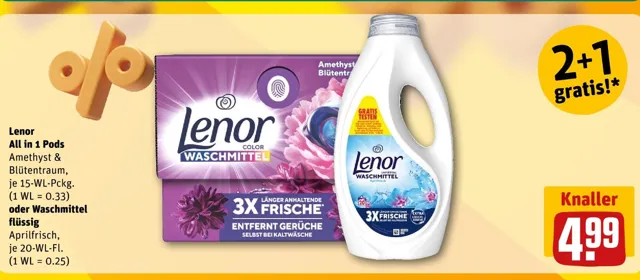 %
Lenor
All in 1 Pods
Amethyst &
Blütentraum,
je 15-WL-Pckg.
(1 WL = 0.33)
oder Waschmittel
flüssig
Aprilfrisch,
je 20-WL-Fl.
(1 WL = 0.25)
Amethyst
Blütentr
Lenor
COLOR
WASCHMITTEL
3X LÄNGER ANHALTENDE
FRISCHE*
ENTFERNT GERÜCHE
SELBST BEI KALTWÄSCHE
GRATIS
TESTEN
Lenor
WASCHMITTEL
3X FRISCHE
2+1
gratis!*
Knaller
4.99